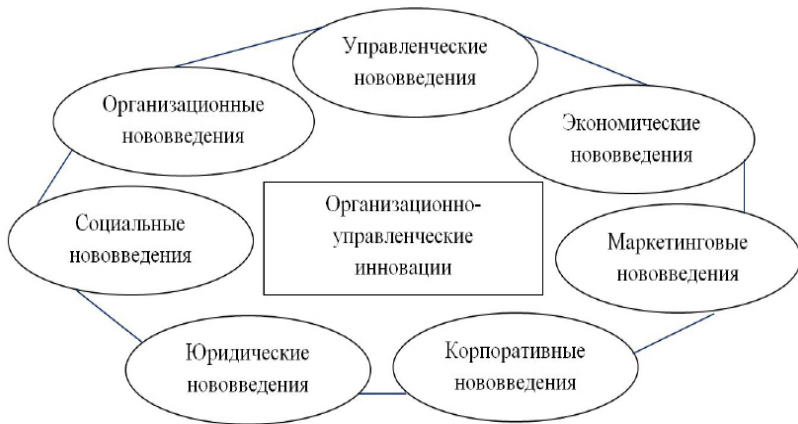 Управленческие
нововведения
Организационные
нововведения
Экономические
нововведения
Социальные
нововведения
Организационно-
управленческие
инновации
Маркетинговые
нововведения
Юридические
нововведения
Корпоративные
нововведения